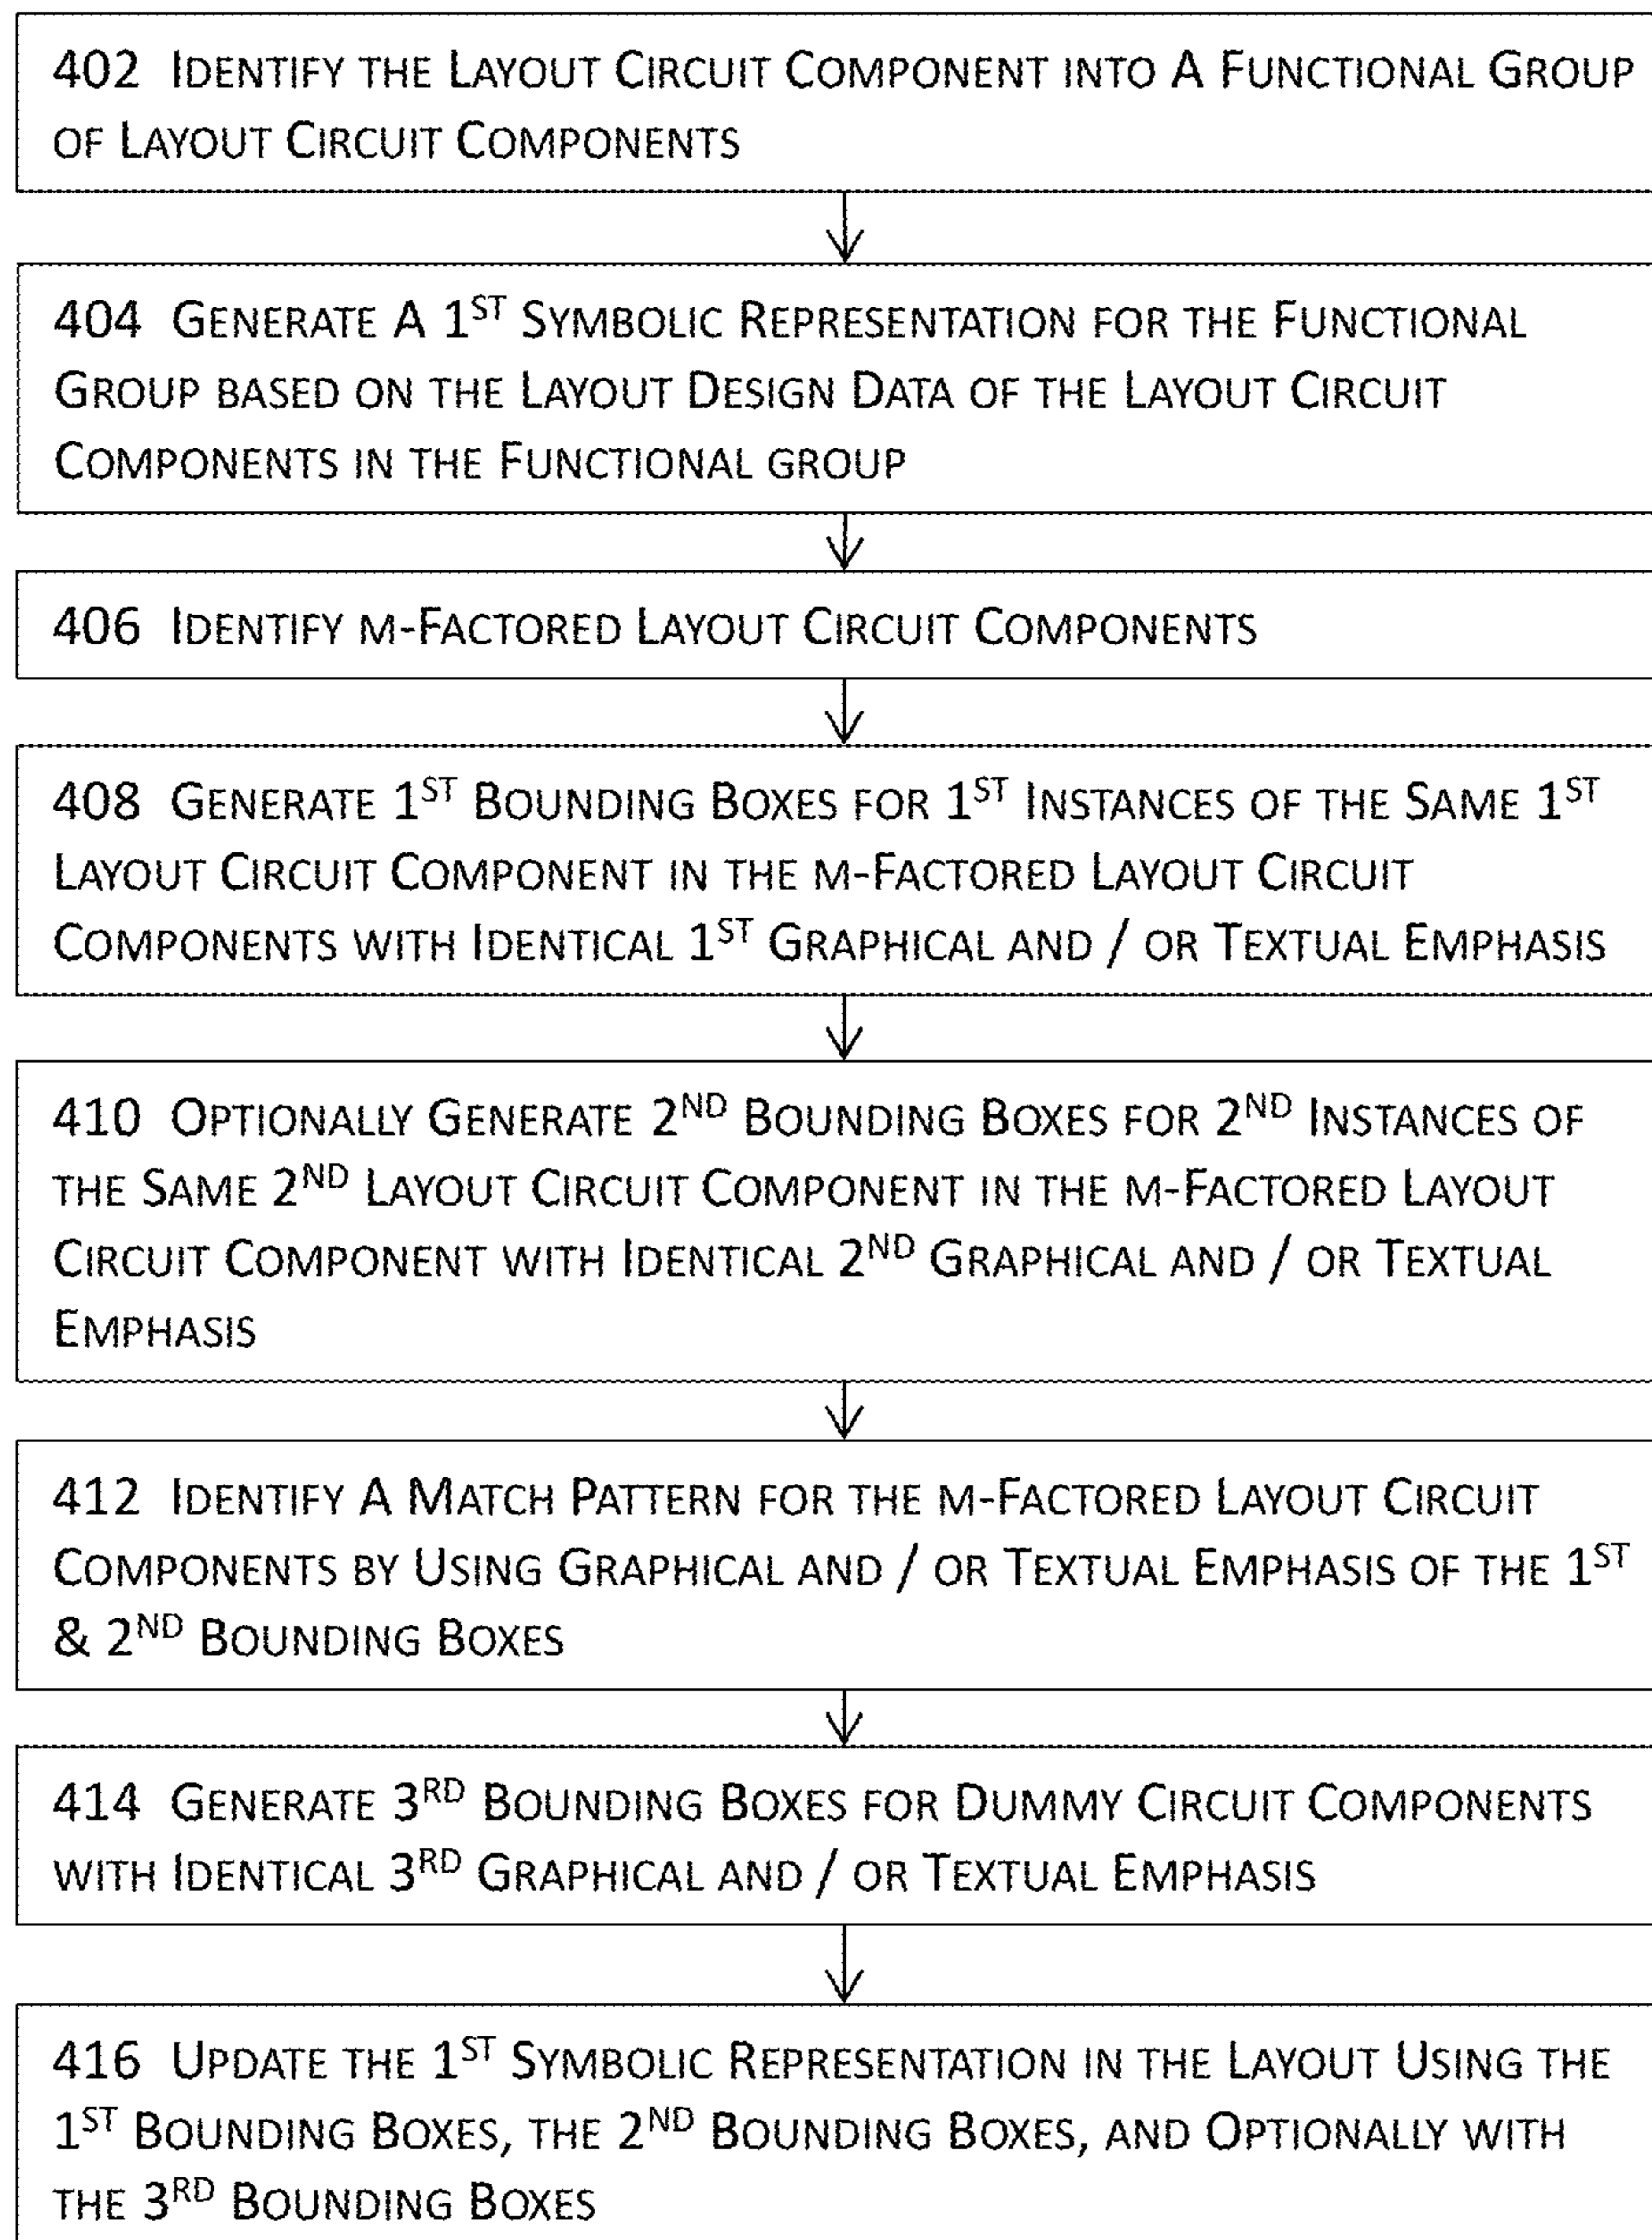 402 IDENTIFY THE LAYOUT CIRCUIT COMPONENT INTO A FUNCTIONAL GROUP
OF LAYOUT CIRCUIT COMPONENTS
404 GENERATE A 1ST SYMBOLIC REPRESENTATION FOR THE FUNCTIONAL
GROUP BASED ON THE LAYOUT DESIGN DATA OF THE LAYOUT CIRCUIT
COMPONENTS IN THE FUNCTIONAL GROUP
406 IDENTIFY M-FACTORED LAYOUT CIRCUIT COMPONENTS
408 GENERATE 1ST BOUNDING BOXES FOR 1ST INSTANCES OF THE SAME 1ST
LAYOUT CIRCUIT COMPONENT IN THE M-FACTORED LAYOUT CIRCUIT
COMPONENTS WITH IDENTICAL 1ST GRAPHICAL AND / OR TEXTUAL EMPHASIS
410 OPTIONALLY GENERATE 2ND BOUNDING BOXES FOR 2ND INSTANCES OF
THE SAME 2ND LAYOUT CIRCUIT COMPONENT IN THE M-FACTORED LAYOUT
CIRCUIT COMPONENT WITH IDENTICAL 2ND GRAPHICAL AND / OR TEXTUAL
EMPHASIS
412 IDENTIFY A MATCH PATTERN FOR THE M-FACTORED LAYOUT CIRCUIT
COMPONENTS BY USING GRAPHICAL AND / OR TEXTUAL EMPHASIS OF THE 1ST
& 2ND BOUNDING BOXES
414 GENERATE 3RD BOUNDING BOXES FOR DUMMY CIRCUIT COMPONENTS
WITH IDENTICAL 3RD GRAPHICAL AND / OR TEXTUAL EMPHASIS
416 UPDATE THE 1ST SYMBOLIC REPRESENTATION IN THE LAYOUT USING THE
1ST BOUNDING BOXES, THE 2ND BOUNDING BOXES, AND OPTIONALLY WITH
THE 3RD BOUNDING BOXES